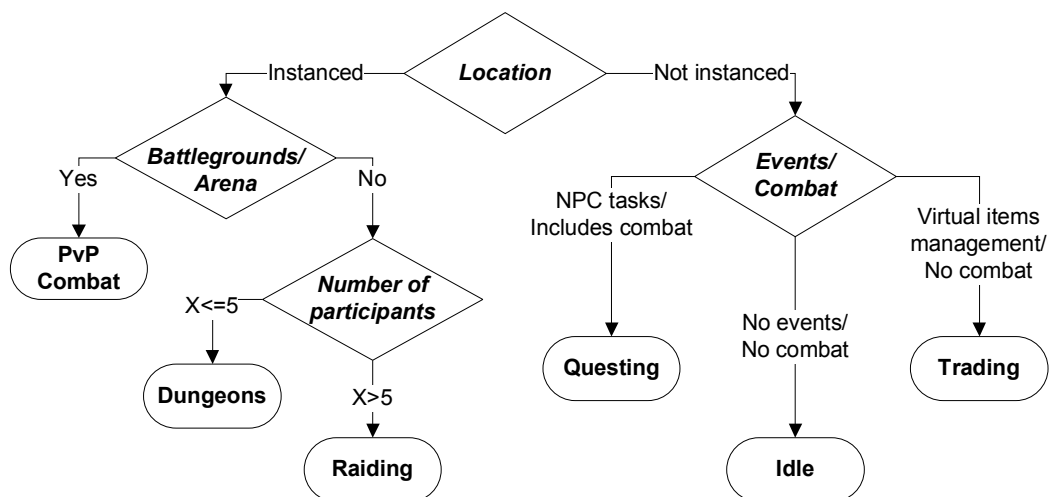 Instanced
Location
Not instanced
Battlegrounds/
Arena
Events/
Combat
Yes
No
NPC tasks/
Includes combat
Virtual items
management/
No combat
PvP
Combat
Number of
participants
X<=5
No events/
No combat
Questing
Trading
Dungeons
X>5
Raiding
Idle